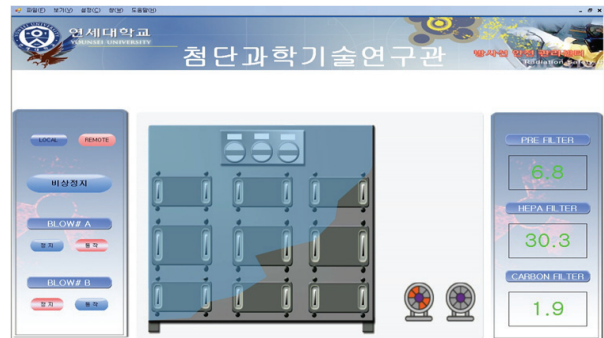 파일(F) 보기(V) 설정(C) 창(W) 도움말(H)
연세대학교
YOUNSEI UNIVERSITY
첨단과학기술연구관
방사선 안전 관리센터
Radiation Safety
LOCAL REMOTE
비상정지
BLOW# A
정지 동작
BLOW# B
정지 동작
PRE FILTER
6.8
HEPA FILTER
30.3
CARBON FILTER
1.9